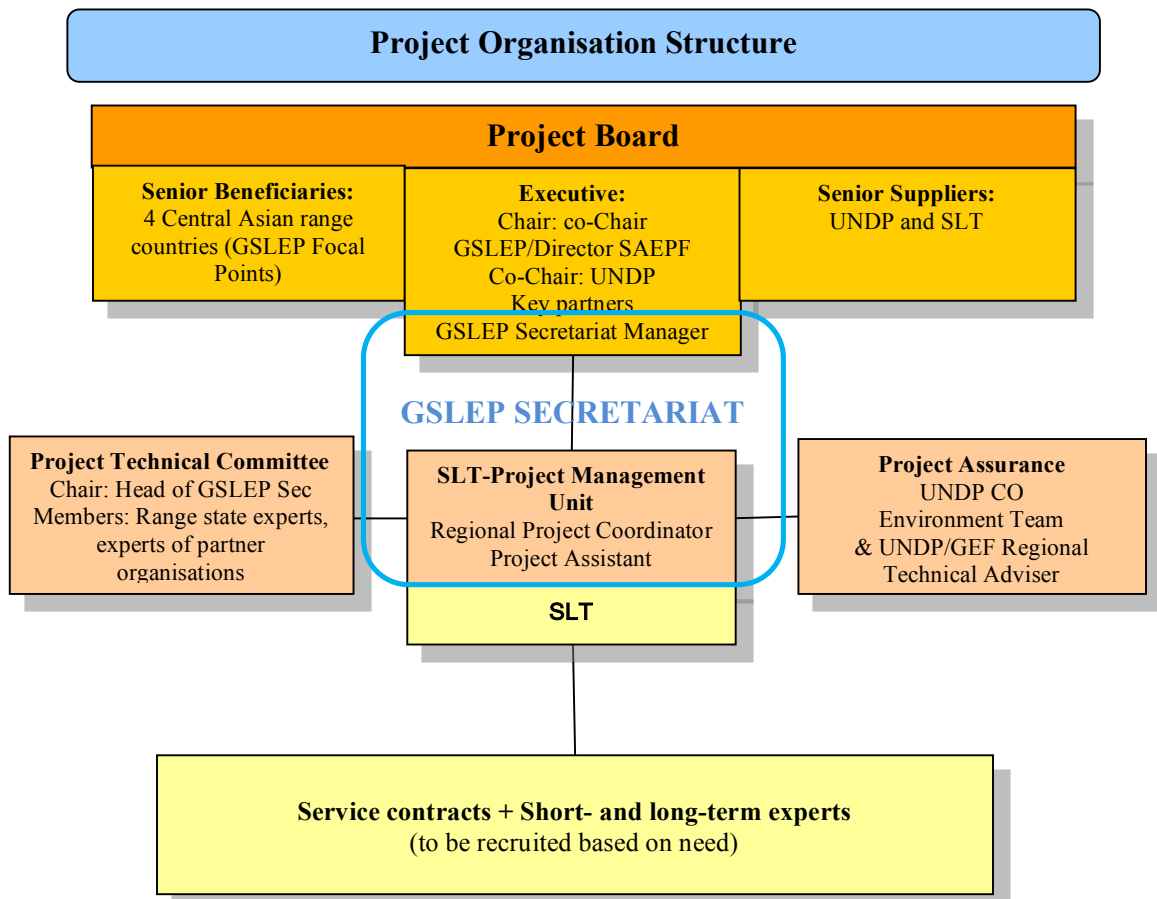 Project Organisation Structure
Project Board
Senior Beneficiaries:
4 Central Asian range
countries (GSLEP Focal
Points)
Executive:
Chair: co-Chair
GSLEP/Director SAEPF
Co-Chair: UNDP
Key partners
GSLEP Secretariat Manager
Senior Suppliers:
UNDP and SLT
GSLEP SECRETARIAT
Project Technical Committee
Chair: Head of GSLEP Sec
Members: Range state experts,
experts of partner
organisations
SLT-Project Management
Unit
Regional Project Coordinator
Project Assistant
SLT
Project Assurance
UNDP CO
Environment Team
& UNDP/GEF Regional
Technical Adviser
Service contracts + Short- and long-term experts
(to be recruited based on need)